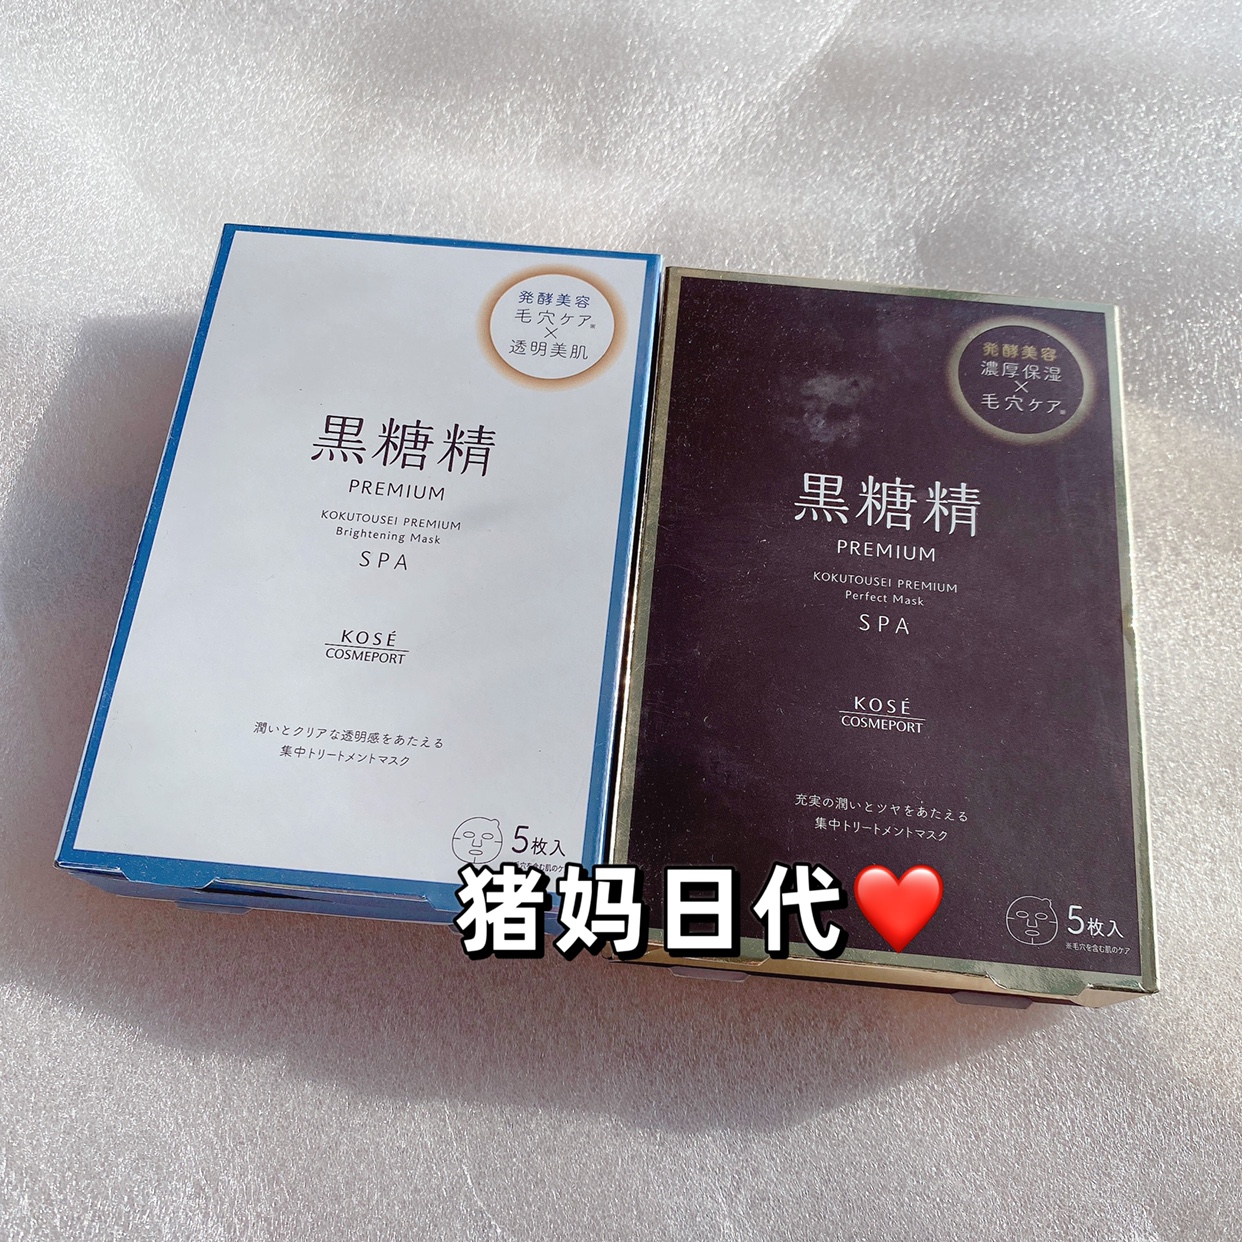 発酵美容
毛穴ケア※
×
透明美肌
黒糖精
PREMIUM
KOKUTOUSEI PREMIUM
Brightening Mask
SPA
KOSÉ
COSMEPORT
潤いとクリアな透明感をあたえる
集中トリートメントマスク
5枚入
発酵美容
濃厚保湿
×
毛穴ケア※
黒糖精
PREMIUM
KOKUTOUSEI PREMIUM
Perfect Mask
SPA
KOSÉ
COSMEPORT
充実の潤いとツヤをあたえる
集中トリートメントマスク
5枚入
※毛穴を含む肌のケア
猪妈日代❤️